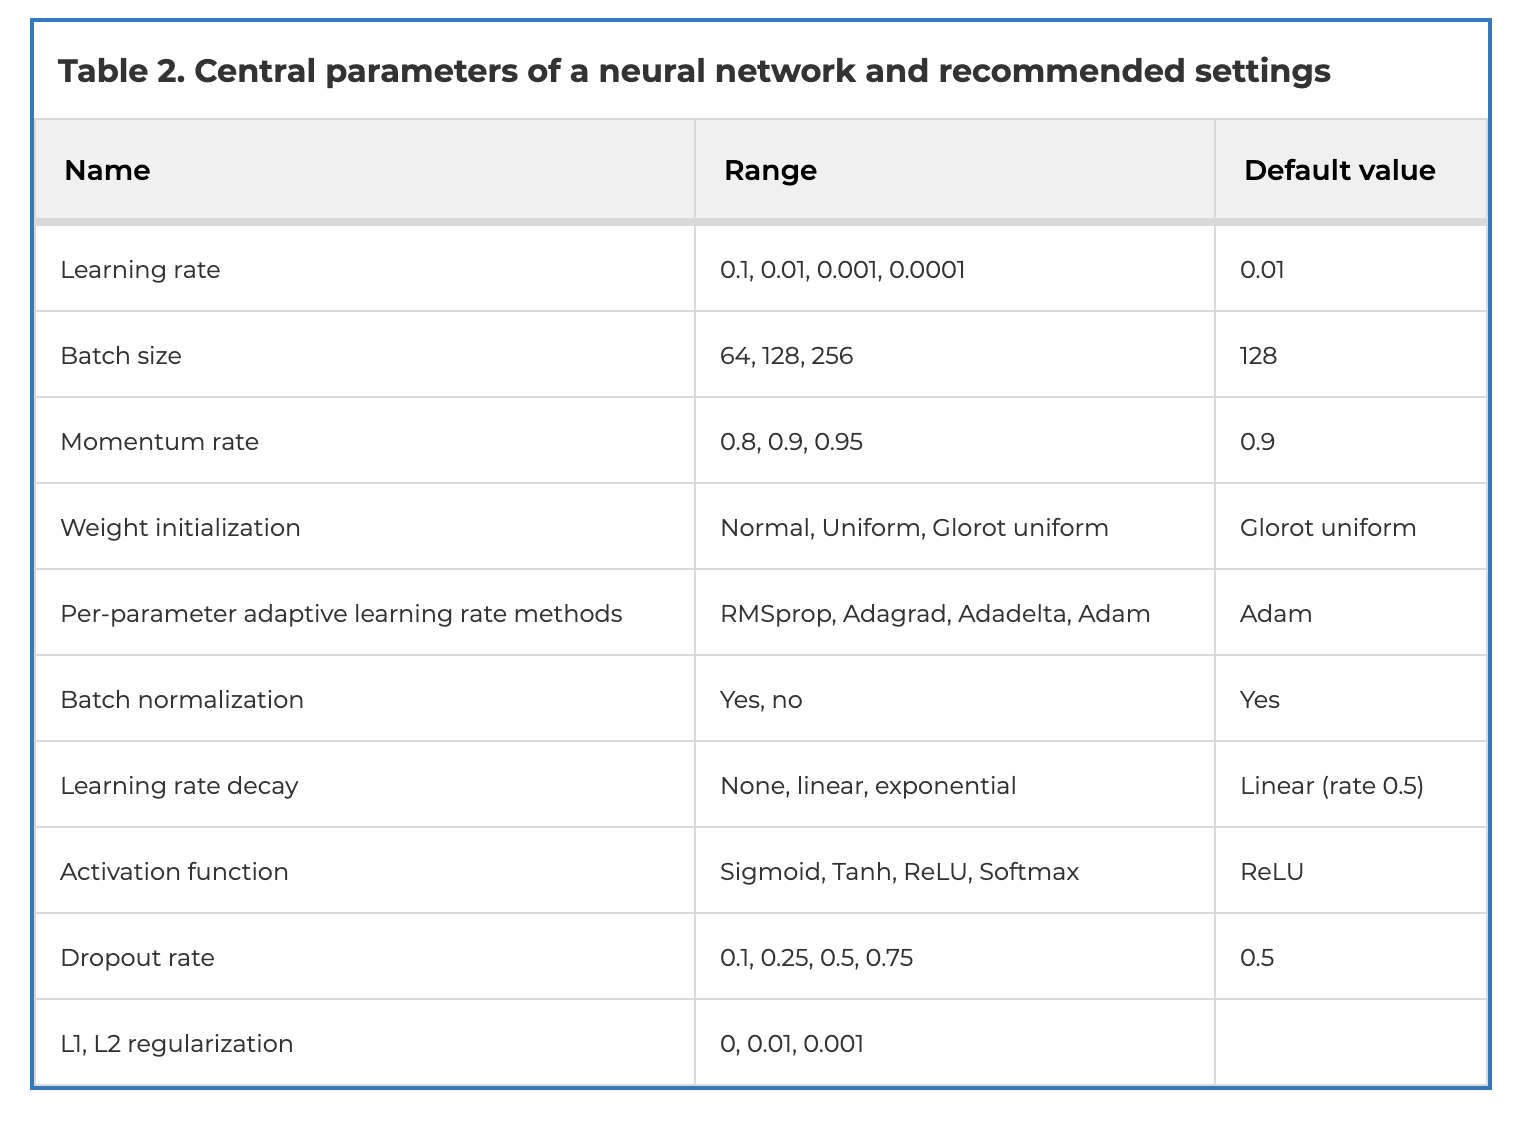 Table 2. Central parameters of a neural network and recommended settings
Name Range Default value
Learning rate 0.1, 0.01, 0.001, 0.0001 0.01
Batch size 64, 128, 256 128
Momentum rate 0.8, 0.9, 0.95 0.9
Weight initialization Normal, Uniform, Glorot uniform Glorot uniform
Per-parameter adaptive learning rate methods RMSprop, Adagrad, Adadelta, Adam Adam
Batch normalization Yes, no Yes
Learning rate decay None, linear, exponential Linear (rate 0.5)
Activation function Sigmoid, Tanh, ReLU, Softmax ReLU
Dropout rate 0.1, 0.25, 0.5, 0.75 0.5
L1, L2 regularization 0, 0.01, 0.001